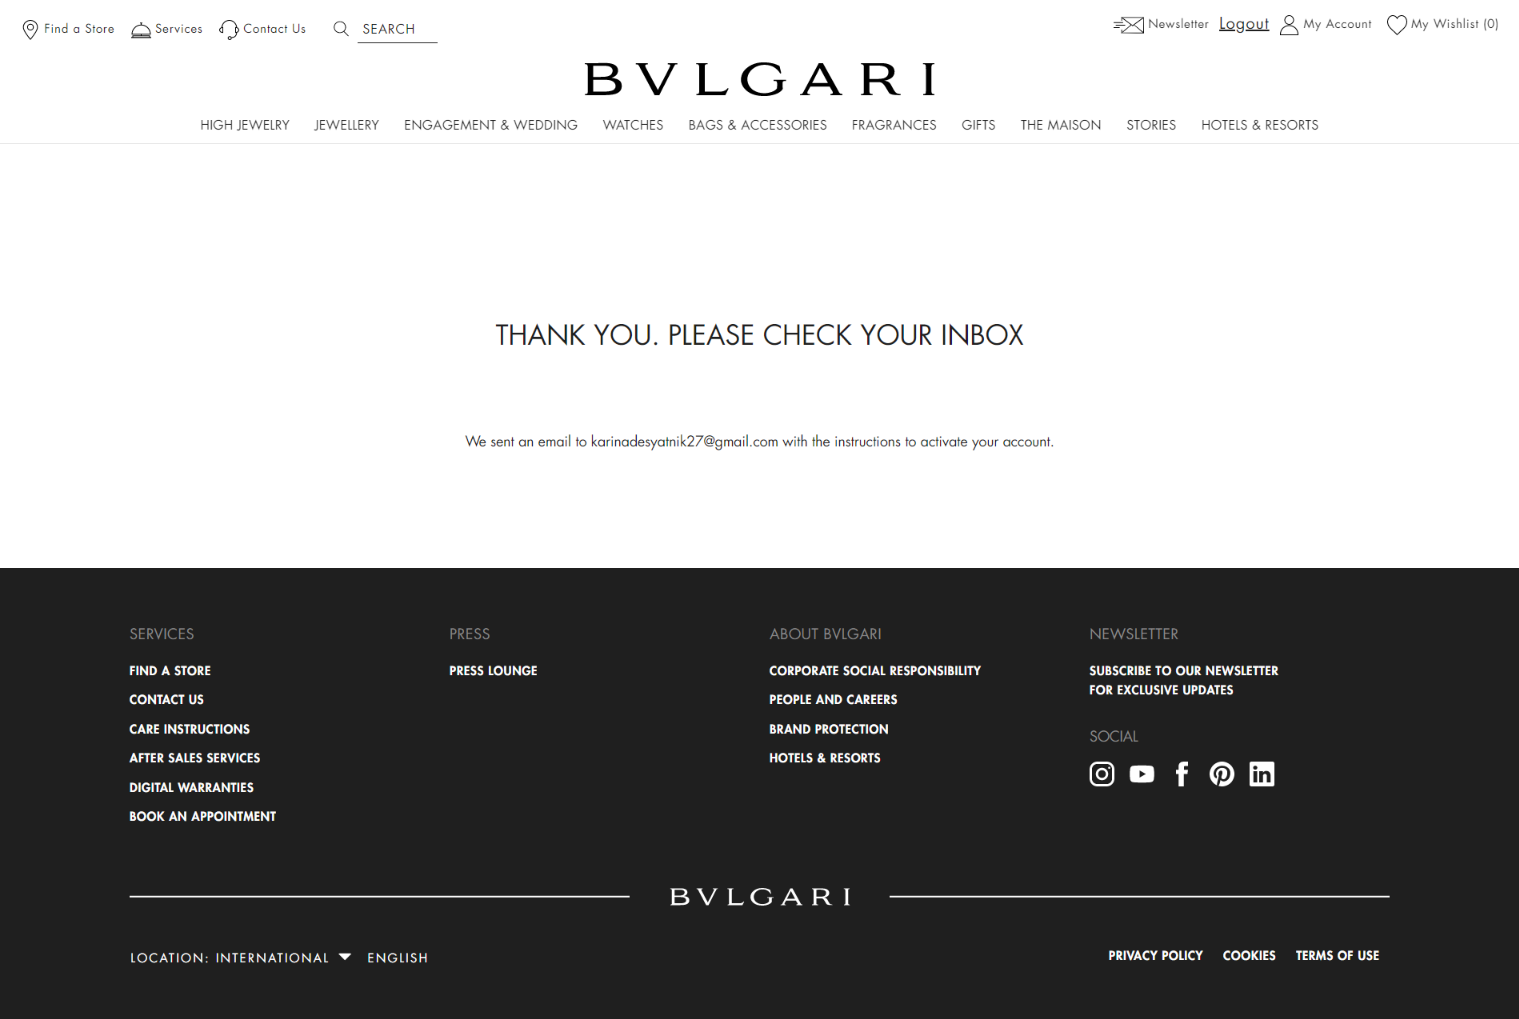 Find a Store
Services
Contact Us
SEARCH
Newsletter
Logout
My Account
My Wishlist (0)
BVLGARI
HIGH JEWELRY
JEWELLERY
ENGAGEMENT & WEDDING
WATCHES
BAGS & ACCESSORIES
FRAGRANCES
GIFTS
THE MAISON
STORIES
HOTELS & RESORTS
THANK YOU. PLEASE CHECK YOUR INBOX
We sent an email to karinadesyatnik27@gmail.com with the instructions to activate your account.
SERVICES
FIND A STORE
CONTACT US
CARE INSTRUCTIONS
AFTER SALES SERVICES
DIGITAL WARRANTIES
BOOK AN APPOINTMENT
PRESS
PRESS LOUNGE
ABOUT BVLGARI
CORPORATE SOCIAL RESPONSIBILITY
PEOPLE AND CAREERS
BRAND PROTECTION
HOTELS & RESORTS
NEWSLETTER
SUBSCRIBE TO OUR NEWSLETTER
FOR EXCLUSIVE UPDATES
SOCIAL
BVLGARI
LOCATION: INTERNATIONAL
ENGLISH
PRIVACY POLICY
COOKIES
TERMS OF USE